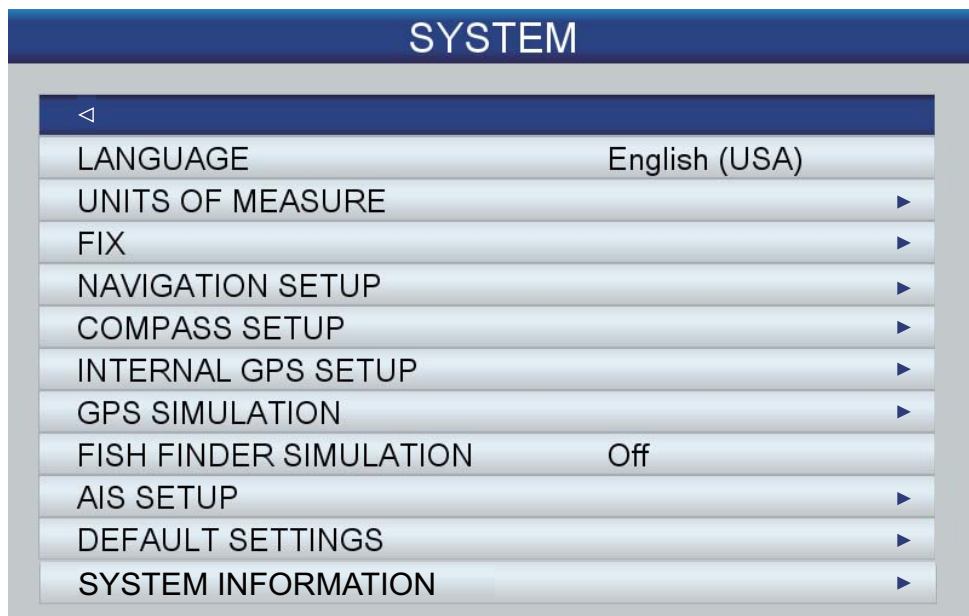 SYSTEM
LANGUAGE English (USA)
UNITS OF MEASURE
FIX
NAVIGATION SETUP
COMPASS SETUP
INTERNAL GPS SETUP
GPS SIMULATION
FISH FINDER SIMULATION Off
AIS SETUP
DEFAULT SETTINGS
SYSTEM INFORMATION